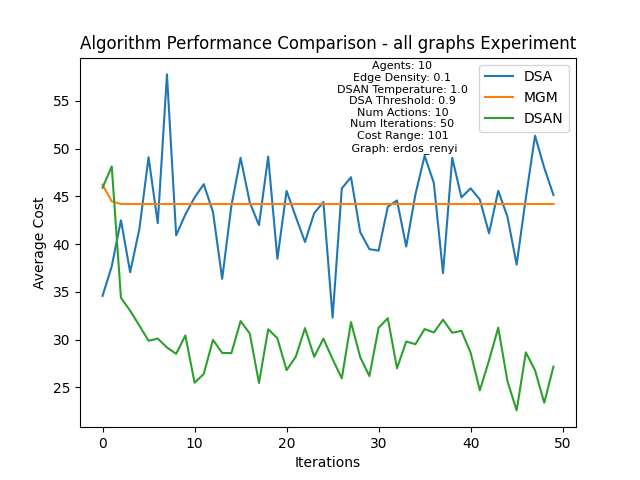 Algorithm Performance Comparison - all graphs Experiment
Agents: 10
Edge Density: 0.1
DSAN Temperature: 1.0
DSA Threshold: 0.9
Num Actions: 10
Num Iterations: 50
Cost Range: 101
Graph: erdos_renyi
DSA
MGM
DSAN
Average Cost
55
50
45
40
35
30
25
0 10 20 30 40 50
Iterations